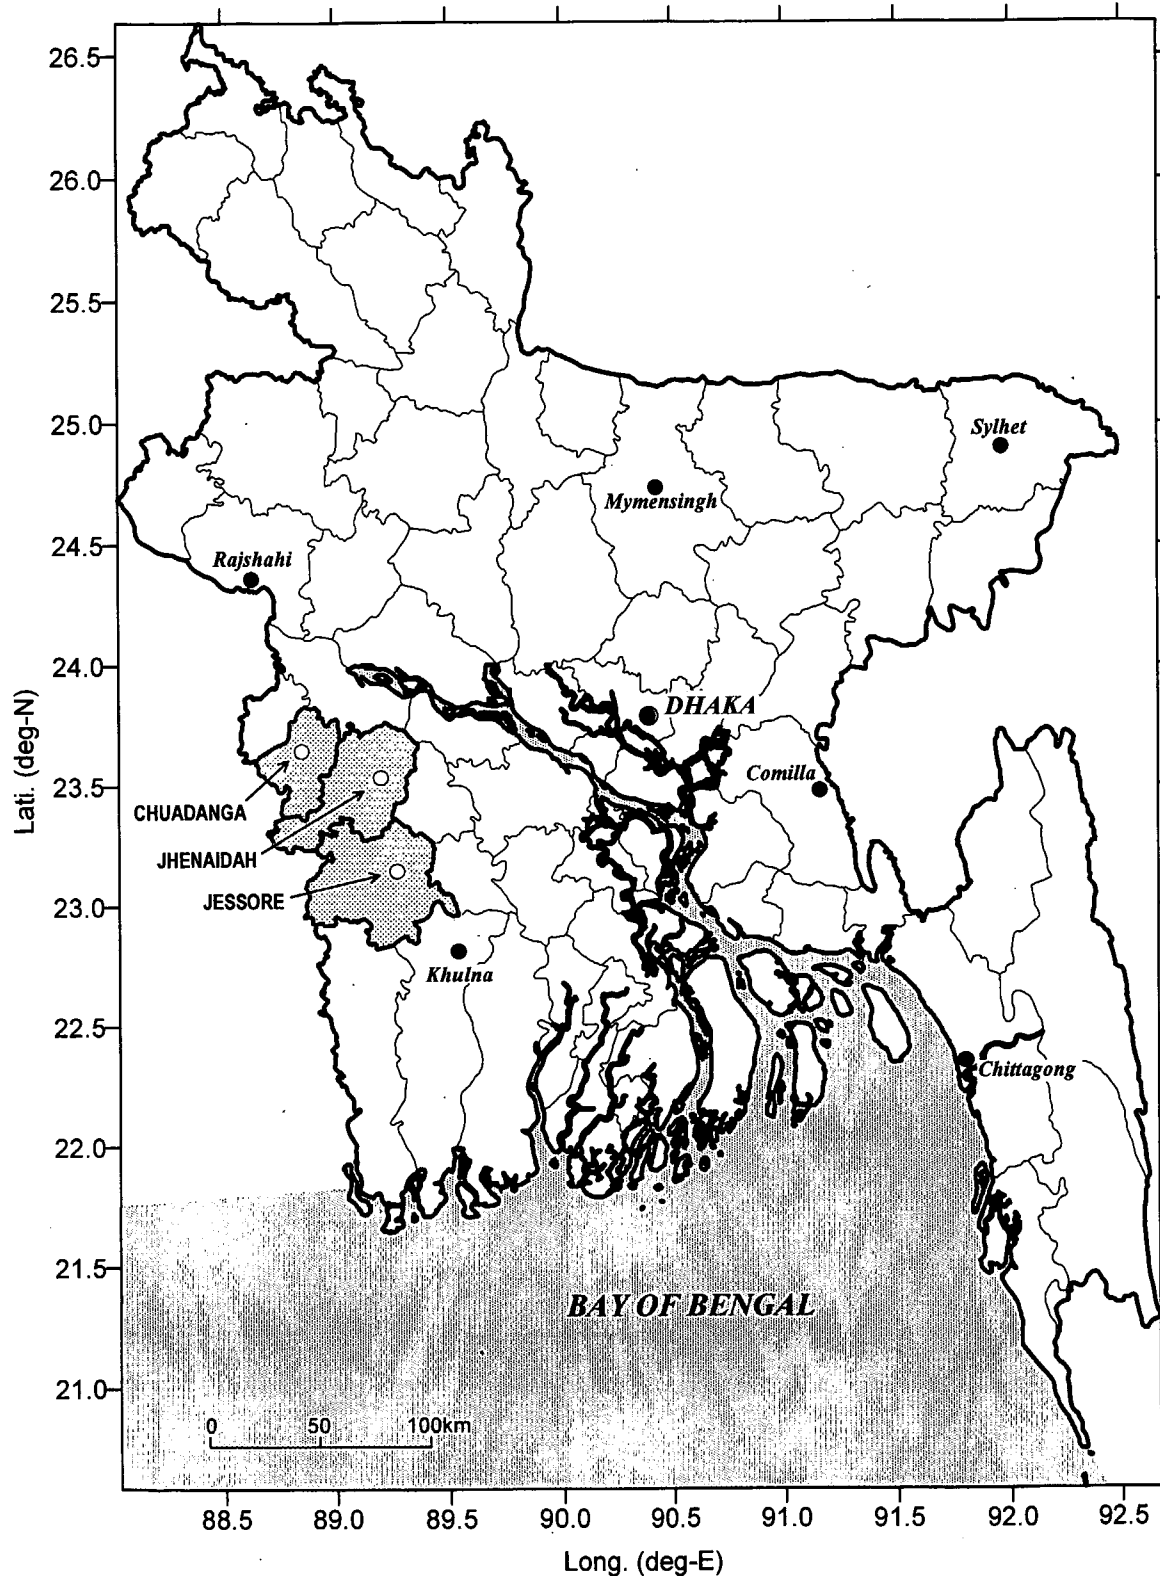 26.5
26.0
25.5
25.0
Sylhet
Mymensingh
24.5
Rajshahi
24.0
DHAKA
Lati. (deg-N)
23.5
Comilla
CHUADANGA
JHENAIDAH
JESSORE
23.0
Khulna
22.5
Chittagong
22.0
21.5
BAY OF BENGAL
21.0
0 50 100km
88.5 89.0 89.5 90.0 90.5 91.0 91.5 92.0 92.5
Long. (deg-E)